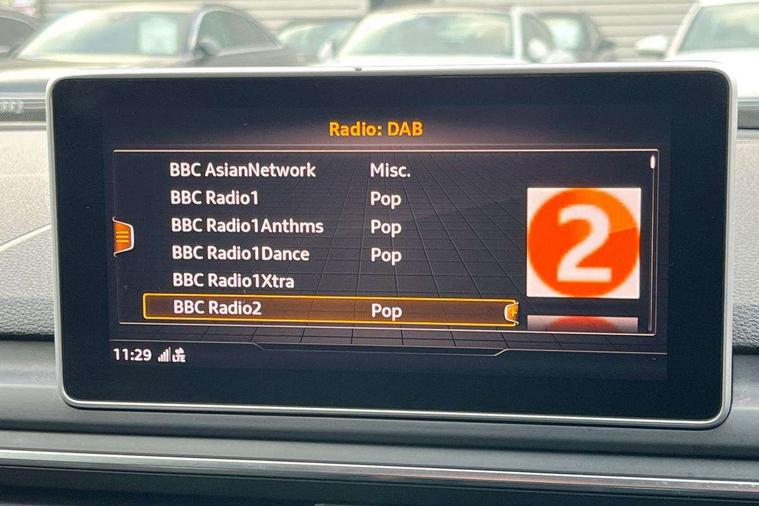 Radio: DAB
BBC AsianNetwork Misc.
BBC Radio1 Pop
BBC Radio1Anthms Pop
BBC Radio1Dance Pop
BBC Radio1Xtra
BBC Radio2 Pop
2
11:29 LTE